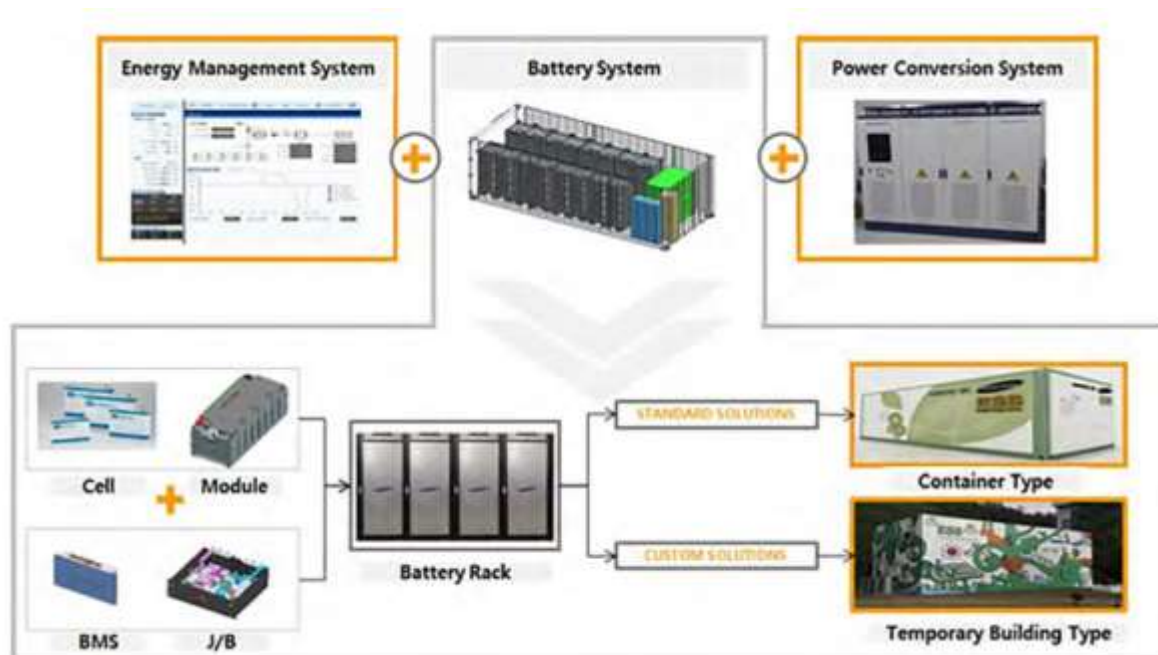 Energy Management System
Battery System
Power Conversion System
Cell
Module
BMS
J/B
Battery Rack
STANDARD SOLUTIONS
CUSTOM SOLUTIONS
ESS
Container Type
Temporary Building Type